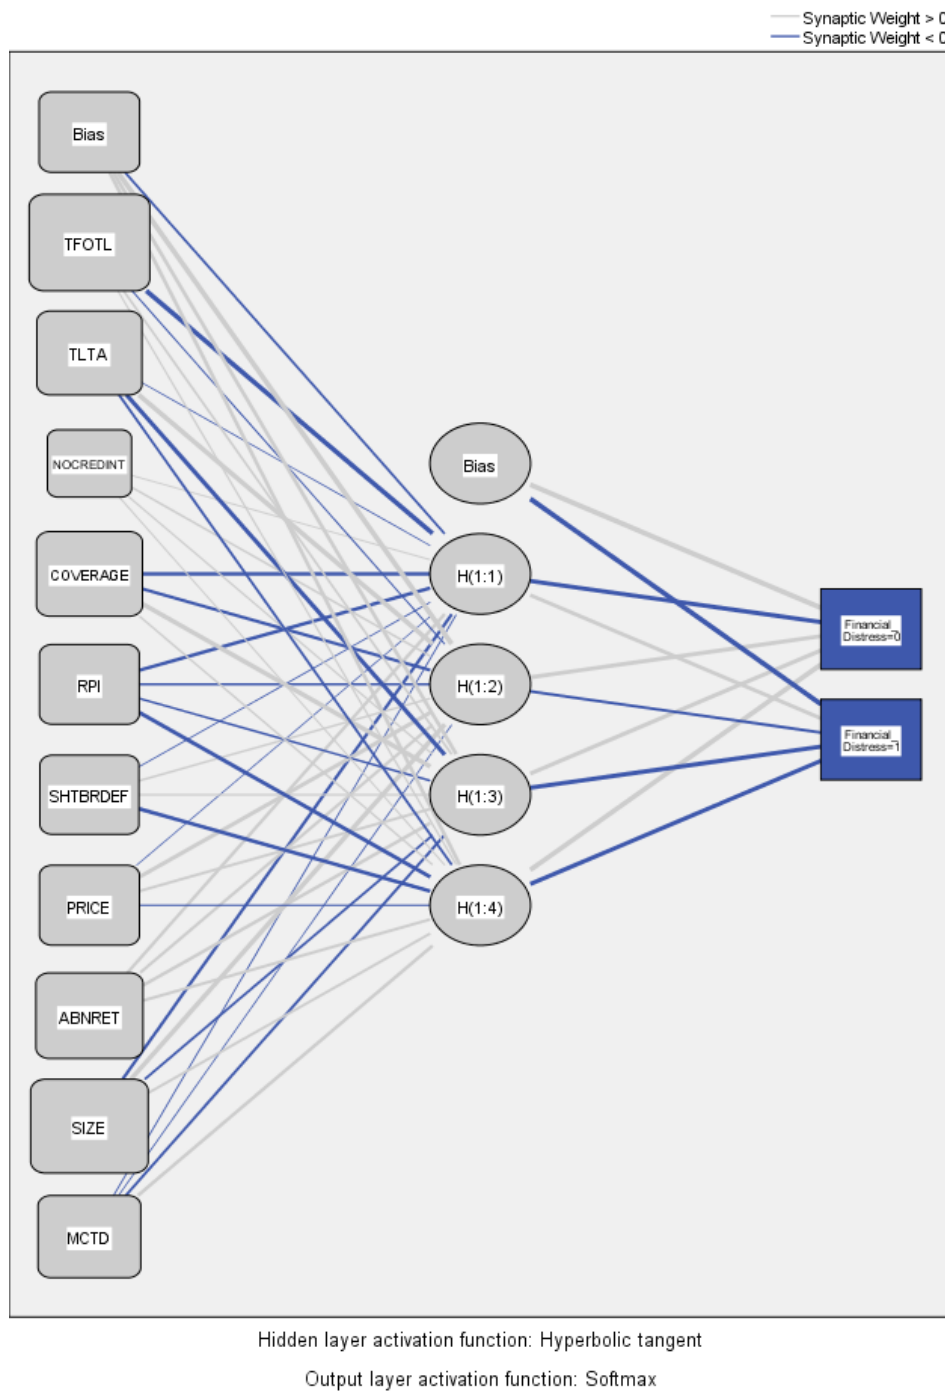 Synaptic Weight > 0
Synaptic Weight < 0
Bias
TFOTL
TLTA
NOCREDINT
COVERAGE
RPI
SHTBRDEF
PRICE
ABNRET
SIZE
MCTD
Bias
H(1:1)
H(1:2)
H(1:3)
H(1:4)
Financial_
Distress=0
Financial_
Distress=1
Hidden layer activation function: Hyperbolic tangent
Output layer activation function: Softmax